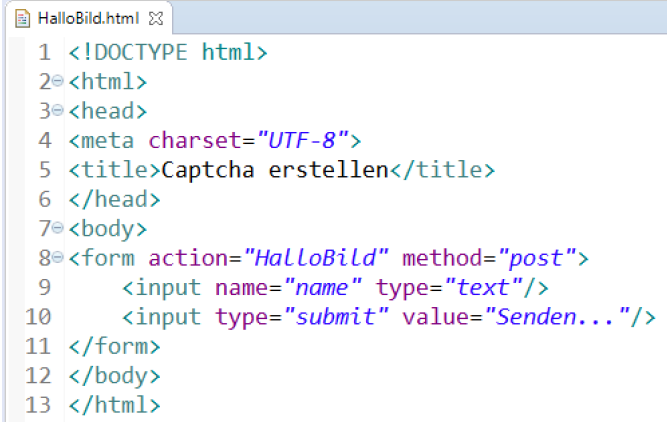 HalloBild.html
1 <!DOCTYPE html>
2 <html>
3 <head>
4 <meta charset="UTF-8">
5 <title>Captcha erstellen</title>
6 </head>
7 <body>
8 <form action="HalloBild" method="post">
9     <input name="name" type="text"/>
10     <input type="submit" value="Senden..."/>
11 </form>
12 </body>
13 </html>